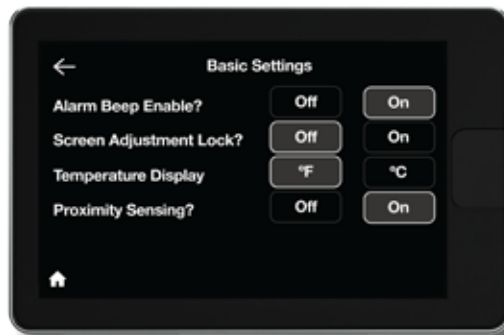 Basic Settings
Alarm Beep Enable? Off On
Screen Adjustment Lock? Off On
Temperature Display °F °C
Proximity Sensing? Off On